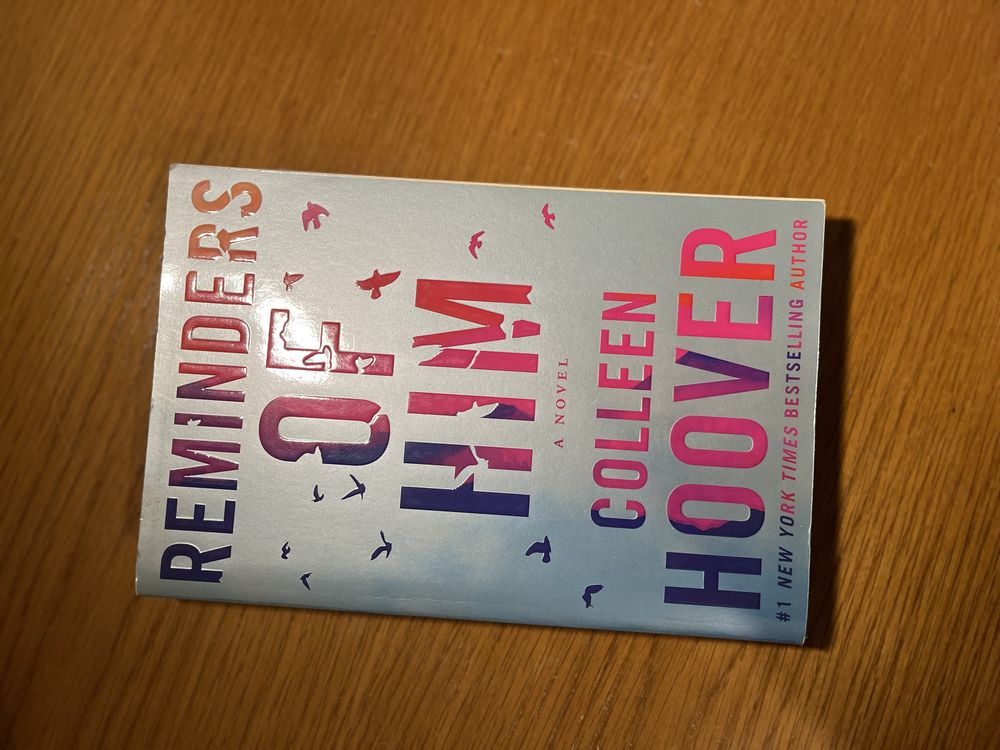 REMINDERS
OF
HIM
A NOVEL
COLLEEN
HOOVER
#1 NEW YORK TIMES BESTSELLING AUTHOR